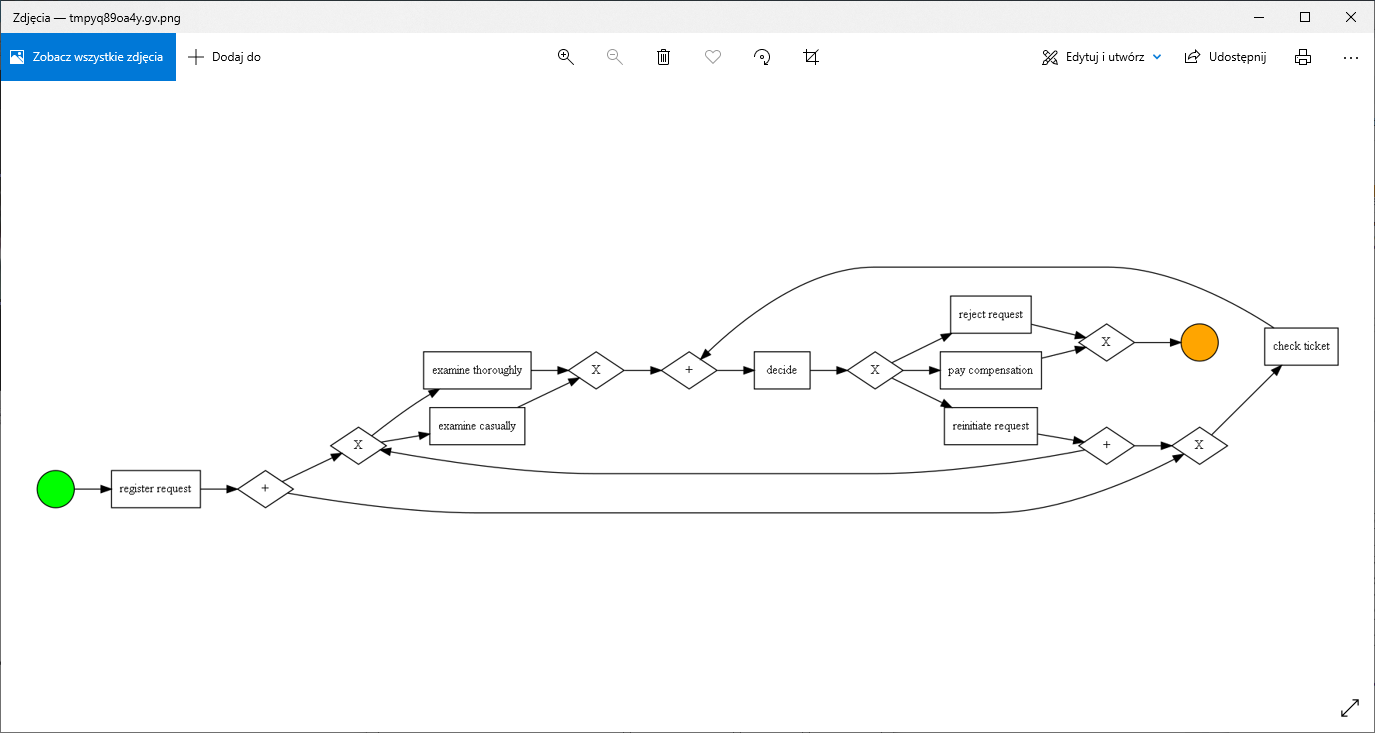 Zdjęcia — tmpyq89oa4y.gv.png
Zobacz wszystkie zdjęcia
Dodaj do
Edytuj i utwórz
Udostępnij
reject request
check ticket
X
examine thoroughly
X
+
decide
X
pay compensation
examine casually
reinitiate request
X
+
X
register request
+